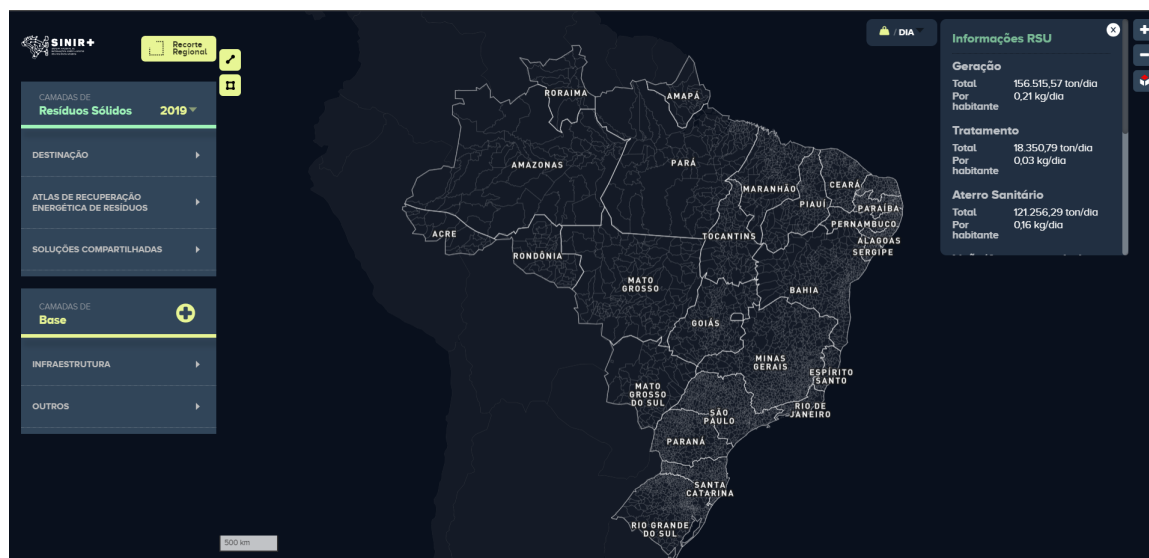 SINIR+
Recorte
Regional
CAMADAS DE
Resíduos Sólidos 2019
DESTINAÇÃO
ATLAS DE RECUPERAÇÃO
ENERGÉTICA DE RESÍDUOS
SOLUÇÕES COMPARTILHADAS
CAMADAS DE
Base
INFRAESTRUTURA
OUTROS
/ DIA
RORAIMA
AMAPÁ
AMAZONAS
PARÁ
MARANHÃO
CEARÁ
PIAUÍ
PARAÍBA
PERNAMBUCO
ACRE
TOCANTINS
ALAGOAS
SERGIPE
RONDÔNIA
MATO
GROSSO
BAHIA
GOIÁS
MINAS
GERAIS
ESPÍRITO
SANTO
MATO
GROSSO
DO SUL
RIO DE
JANEIRO
SÃO
PAULO
PARANÁ
SANTA
CATARINA
RIO GRANDE
DO SUL
500 km
Informações RSU
Geração
Total 156.515,57 ton/dia
Por 0,21 kg/dia
habitante
Tratamento
Total 18.350,79 ton/dia
Por 0,03 kg/dia
habitante
Aterro Sanitário
Total 121.256,29 ton/dia
Por 0,16 kg/dia
habitante